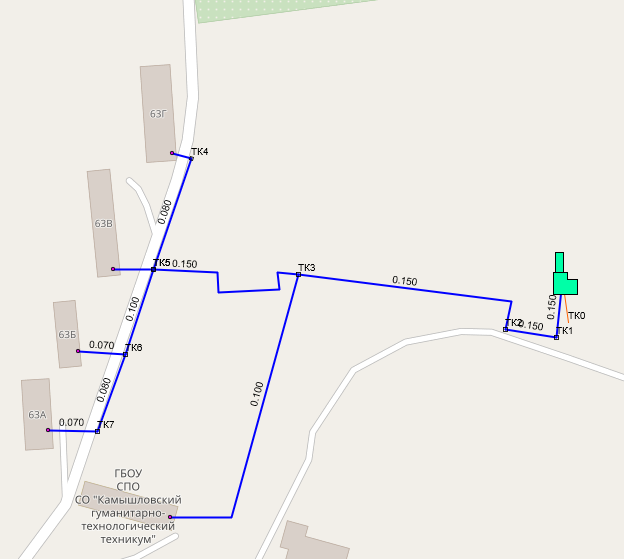 63Г
ТК4
0.080
63В
ТК5
0.150
ТК3
0.150
0.150
ТК0
ТК2
0.150
ТК1
0.100
63Б
0.070
ТК6
0.080
0.100
63А
0.070
ТК7
ГБОУ
СПО
СО "Камышловский
гуманитарно-
технологический
техникум"